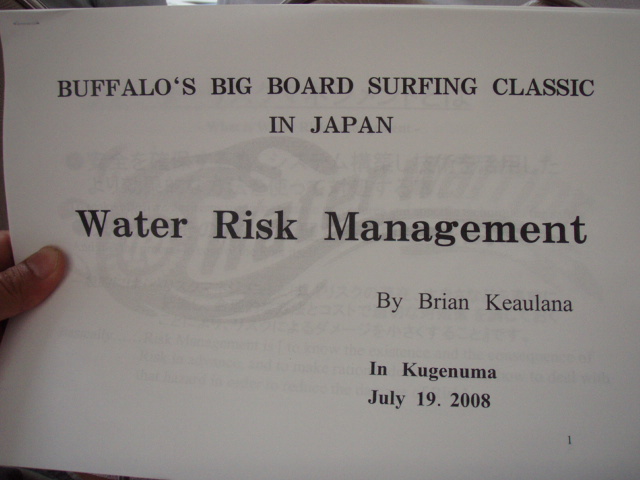 BUFFALO‘S BIG BOARD SURFING CLASSIC
IN JAPAN
Water Risk Management
By Brian Keaulana
In Kugenuma
July 19. 2008
1